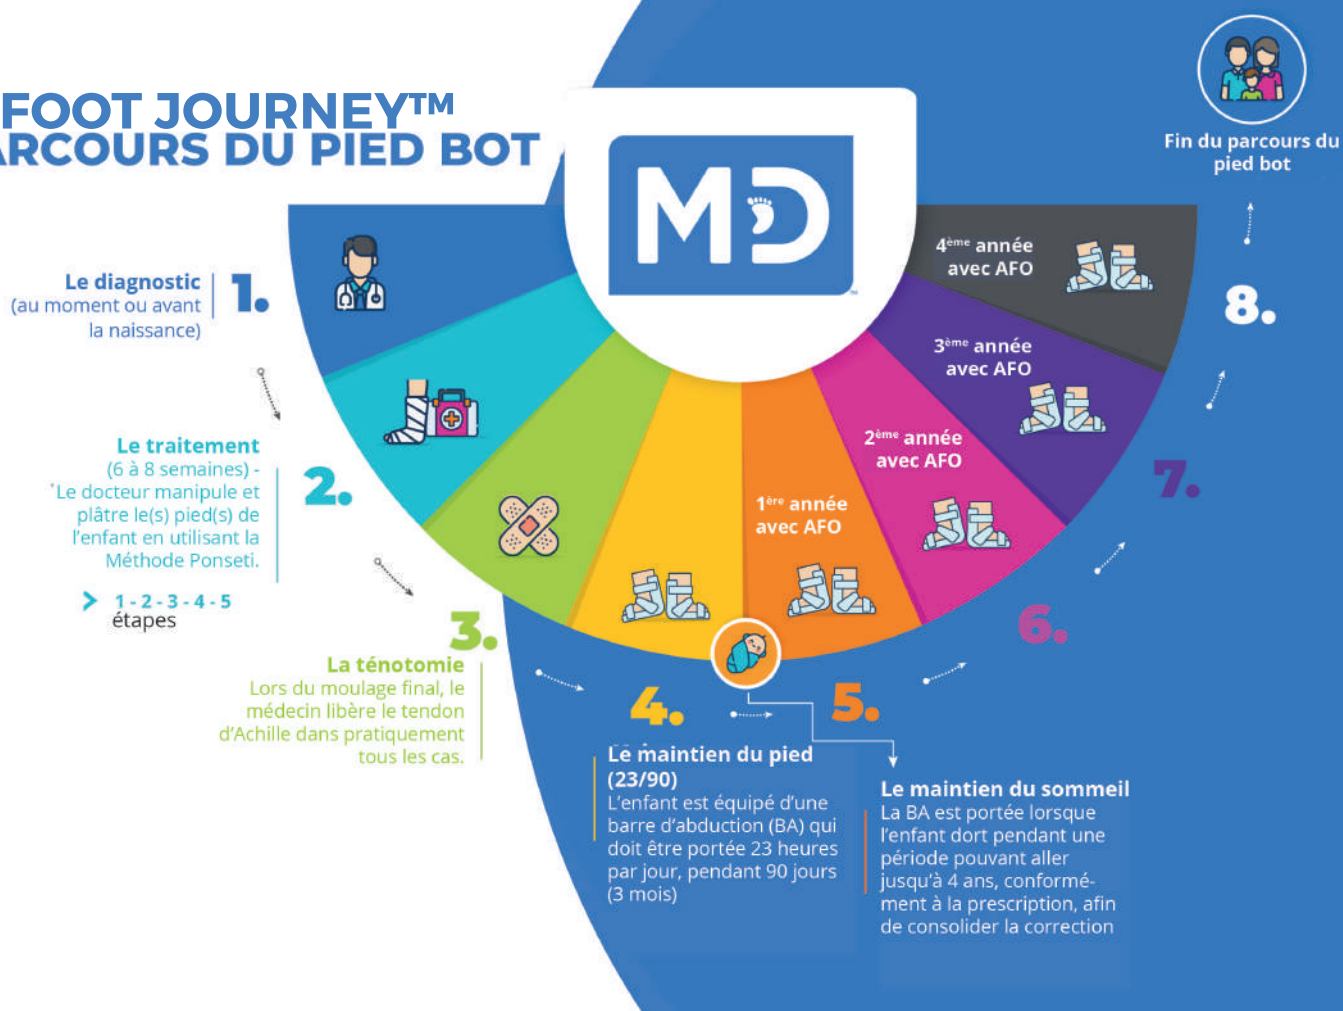 FOOT JOURNEY™
ARCOURS DU PIED BOT
MD
™
Fin du parcours du
pied bot
1.
Le diagnostic
(au moment ou avant
la naissance)
2.
Le traitement
(6 à 8 semaines) -
*Le docteur manipule et
plâtre le(s) pied(s) de
l'enfant en utilisant la
Méthode Ponseti.
> 1 - 2 - 3 - 4 - 5
étapes
3.
La ténotomie
Lors du moulage final, le
médecin libère le tendon
d'Achille dans pratiquement
tous les cas.
4.
Le maintien du pied
(23/90)
L'enfant est équipé d'une
barre d'abduction (BA) qui
doit être portée 23 heures
par jour, pendant 90 jours
(3 mois)
5.
1ère année
avec AFO
Le maintien du sommeil
La BA est portée lorsque
l'enfant dort pendant une
période pouvant aller
jusqu'à 4 ans, conformé-
ment à la prescription, afin
de consolider la correction
6.
2ème année
avec AFO
7.
3ème année
avec AFO
8.
4ème année
avec AFO